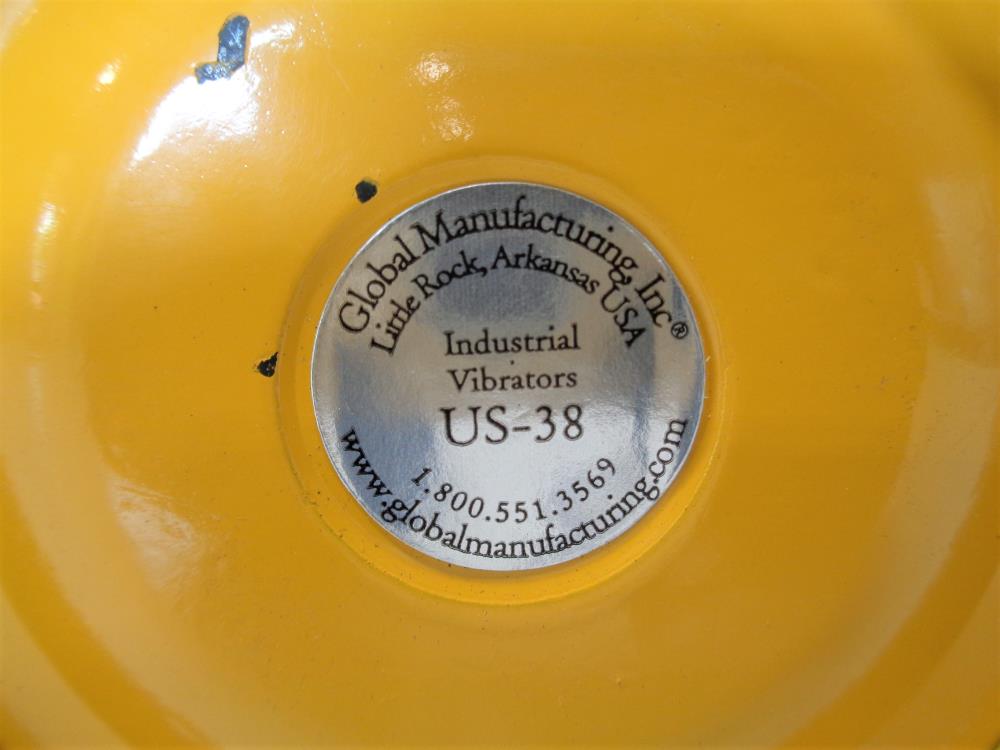 Global Manufacturing, Inc®
Little Rock, Arkansas USA
Industrial
Vibrators
US-38
1.800.551.3569
www.globalmanufacturing.com